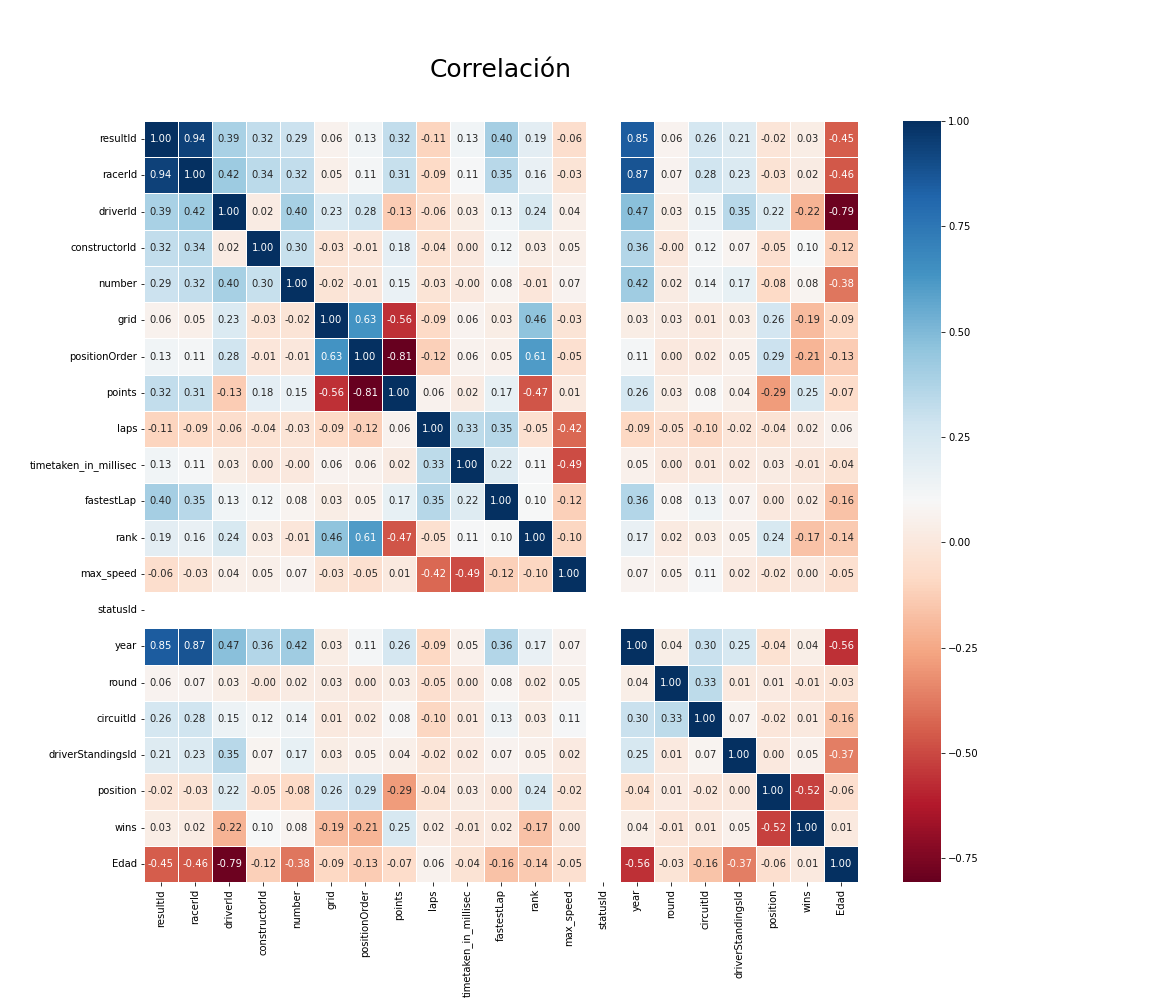 Correlación
resultId 1.00 0.94 0.39 0.32 0.29 0.06 0.13 0.32 -0.11 0.13 0.40 0.19 -0.06 0.85 0.06 0.26 0.21 -0.02 0.03 -0.45
racerId 0.94 1.00 0.42 0.34 0.32 0.05 0.11 0.31 -0.09 0.11 0.35 0.16 -0.03 0.87 0.07 0.28 0.23 -0.03 0.02 -0.46
driverId 0.39 0.42 1.00 0.02 0.40 0.23 0.28 -0.13 -0.06 0.03 0.13 0.24 0.04 0.47 0.03 0.15 0.35 0.22 -0.22 -0.79
constructorId 0.32 0.34 0.02 1.00 0.30 -0.03 -0.01 0.18 -0.04 0.00 0.12 0.03 0.05 0.36 -0.00 0.12 0.07 -0.05 0.10 -0.12
number 0.29 0.32 0.40 0.30 1.00 -0.02 -0.01 0.15 -0.03 -0.00 0.08 -0.01 0.07 0.42 0.02 0.14 0.17 -0.08 0.08 -0.38
grid 0.06 0.05 0.23 -0.03 -0.02 1.00 0.63 -0.56 -0.09 0.06 0.03 0.46 -0.03 0.03 0.03 0.01 0.03 0.26 -0.19 -0.09
positionOrder 0.13 0.11 0.28 -0.01 -0.01 0.63 1.00 -0.81 -0.12 0.06 0.05 0.61 -0.05 0.11 0.00 0.02 0.05 0.29 -0.21 -0.13
points 0.32 0.31 -0.13 0.18 0.15 -0.56 -0.81 1.00 0.06 0.02 0.17 -0.47 0.01 0.26 0.03 0.08 0.04 -0.29 0.25 -0.07
laps -0.11 -0.09 -0.06 -0.04 -0.03 -0.09 -0.12 0.06 1.00 0.33 0.35 -0.05 -0.42 -0.09 -0.05 -0.10 -0.02 -0.04 0.02 0.06
timetaken_in_millisec 0.13 0.11 0.03 0.00 -0.00 0.06 0.06 0.02 0.33 1.00 0.22 0.11 -0.49 0.05 0.00 0.01 0.02 0.03 -0.01 -0.04
fastestLap 0.40 0.35 0.13 0.12 0.08 0.03 0.05 0.17 0.35 0.22 1.00 0.10 -0.12 0.36 0.08 0.13 0.07 0.00 0.02 -0.16
rank 0.19 0.16 0.24 0.03 -0.01 0.46 0.61 -0.47 -0.05 0.11 0.10 1.00 -0.10 0.17 0.02 0.03 0.05 0.24 -0.17 -0.14
max_speed -0.06 -0.03 0.04 0.05 0.07 -0.03 -0.05 0.01 -0.42 -0.49 -0.12 -0.10 1.00 0.07 0.05 0.11 0.02 -0.02 0.00 -0.05
statusId
year 0.85 0.87 0.47 0.36 0.42 0.03 0.11 0.26 -0.09 0.05 0.36 0.17 0.07 1.00 0.04 0.30 0.25 -0.04 0.04 -0.56
round 0.06 0.07 0.03 -0.00 0.02 0.03 0.00 0.03 -0.05 0.00 0.08 0.02 0.05 0.04 1.00 0.33 0.01 0.01 -0.01 -0.03
circuitId 0.26 0.28 0.15 0.12 0.14 0.01 0.02 0.08 -0.10 0.01 0.13 0.03 0.11 0.30 0.33 1.00 0.07 -0.02 0.01 -0.16
driverStandingsId 0.21 0.23 0.35 0.07 0.17 0.03 0.05 0.04 -0.02 0.02 0.07 0.05 0.02 0.25 0.01 0.07 1.00 0.00 0.05 -0.37
position -0.02 -0.03 0.22 -0.05 -0.08 0.26 0.29 -0.29 -0.04 0.03 0.00 0.24 -0.02 -0.04 0.01 -0.02 0.00 1.00 -0.52 -0.06
wins 0.03 0.02 -0.22 0.10 0.08 -0.19 -0.21 0.25 0.02 -0.01 0.02 -0.17 0.00 0.04 -0.01 0.01 0.05 -0.52 1.00 0.01
Edad -0.45 -0.46 -0.79 -0.12 -0.38 -0.09 -0.13 -0.07 0.06 -0.04 -0.16 -0.14 -0.05 -0.56 -0.03 -0.16 -0.37 -0.06 0.01 1.00
resultId
racerId
driverId
constructorId
number
grid
positionOrder
points
laps
timetaken_in_millisec
fastestLap
rank
max_speed
statusId
year
round
circuitId
driverStandingsId
position
wins
Edad
1.00
0.75
0.50
0.25
0.00
−0.25
−0.50
−0.75